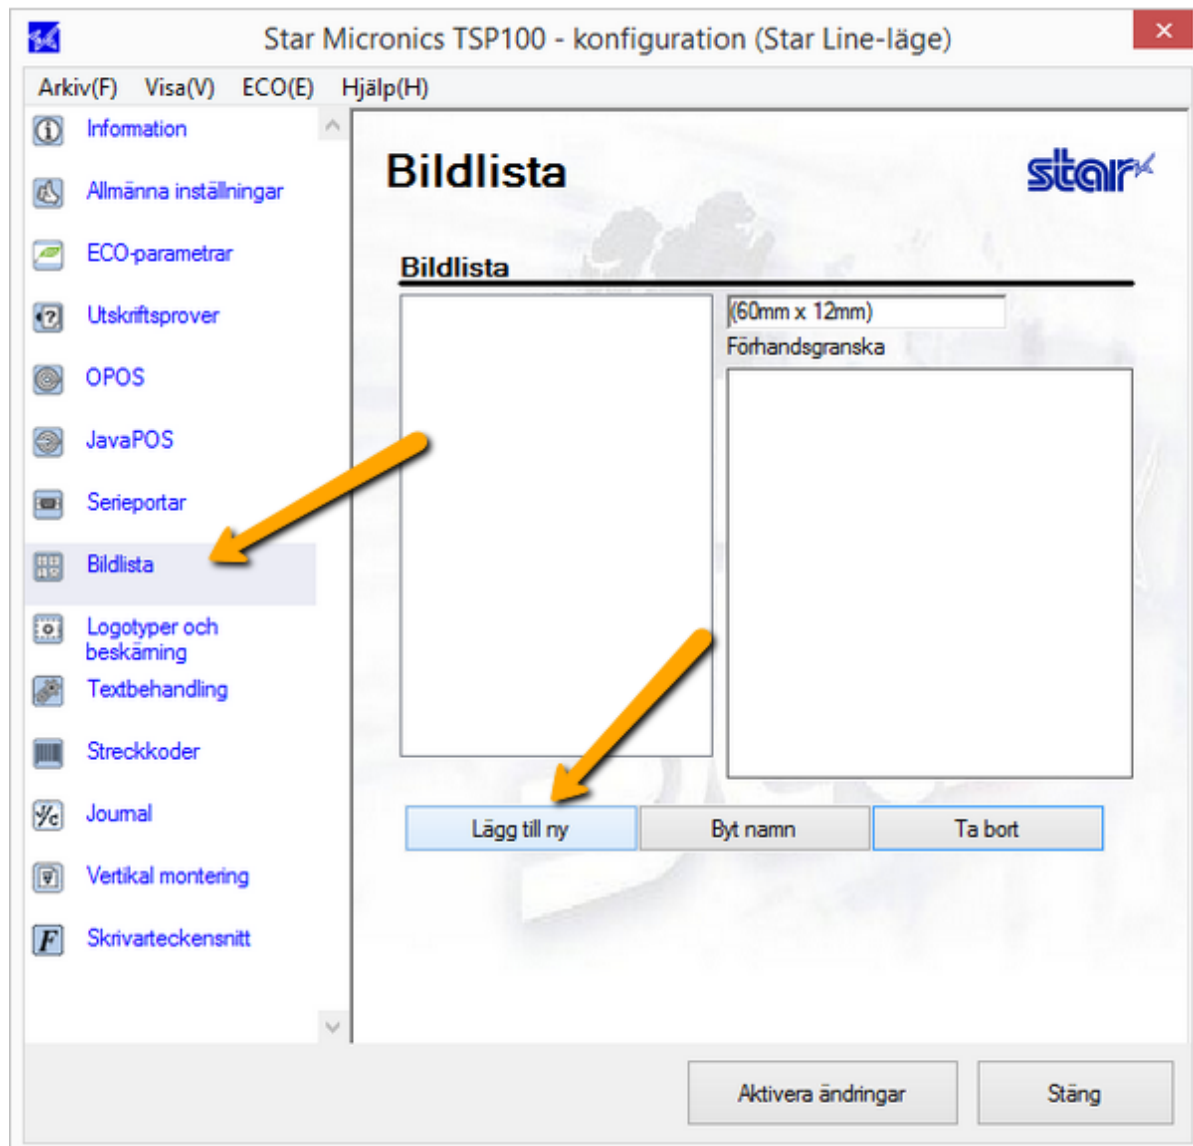 Star Micronics TSP100 - konfiguration (Star Line-läge)
Arkiv(F) Visa(V) ECO(E) Hjälp(H)
Information
Allmänna inställningar
ECO-parametrar
Utskriftsprover
OPOS
JavaPOS
Serieportar
Bildlista
Logotyper och
beskärning
Textbehandling
Streckkoder
Journal
Vertikal montering
Skrivarteckensnitt
Bildlista
star
Bildlista
(60mm x 12mm)
Förhandsgranska
Lägg till ny
Byt namn
Ta bort
Aktivera ändringar
Stäng